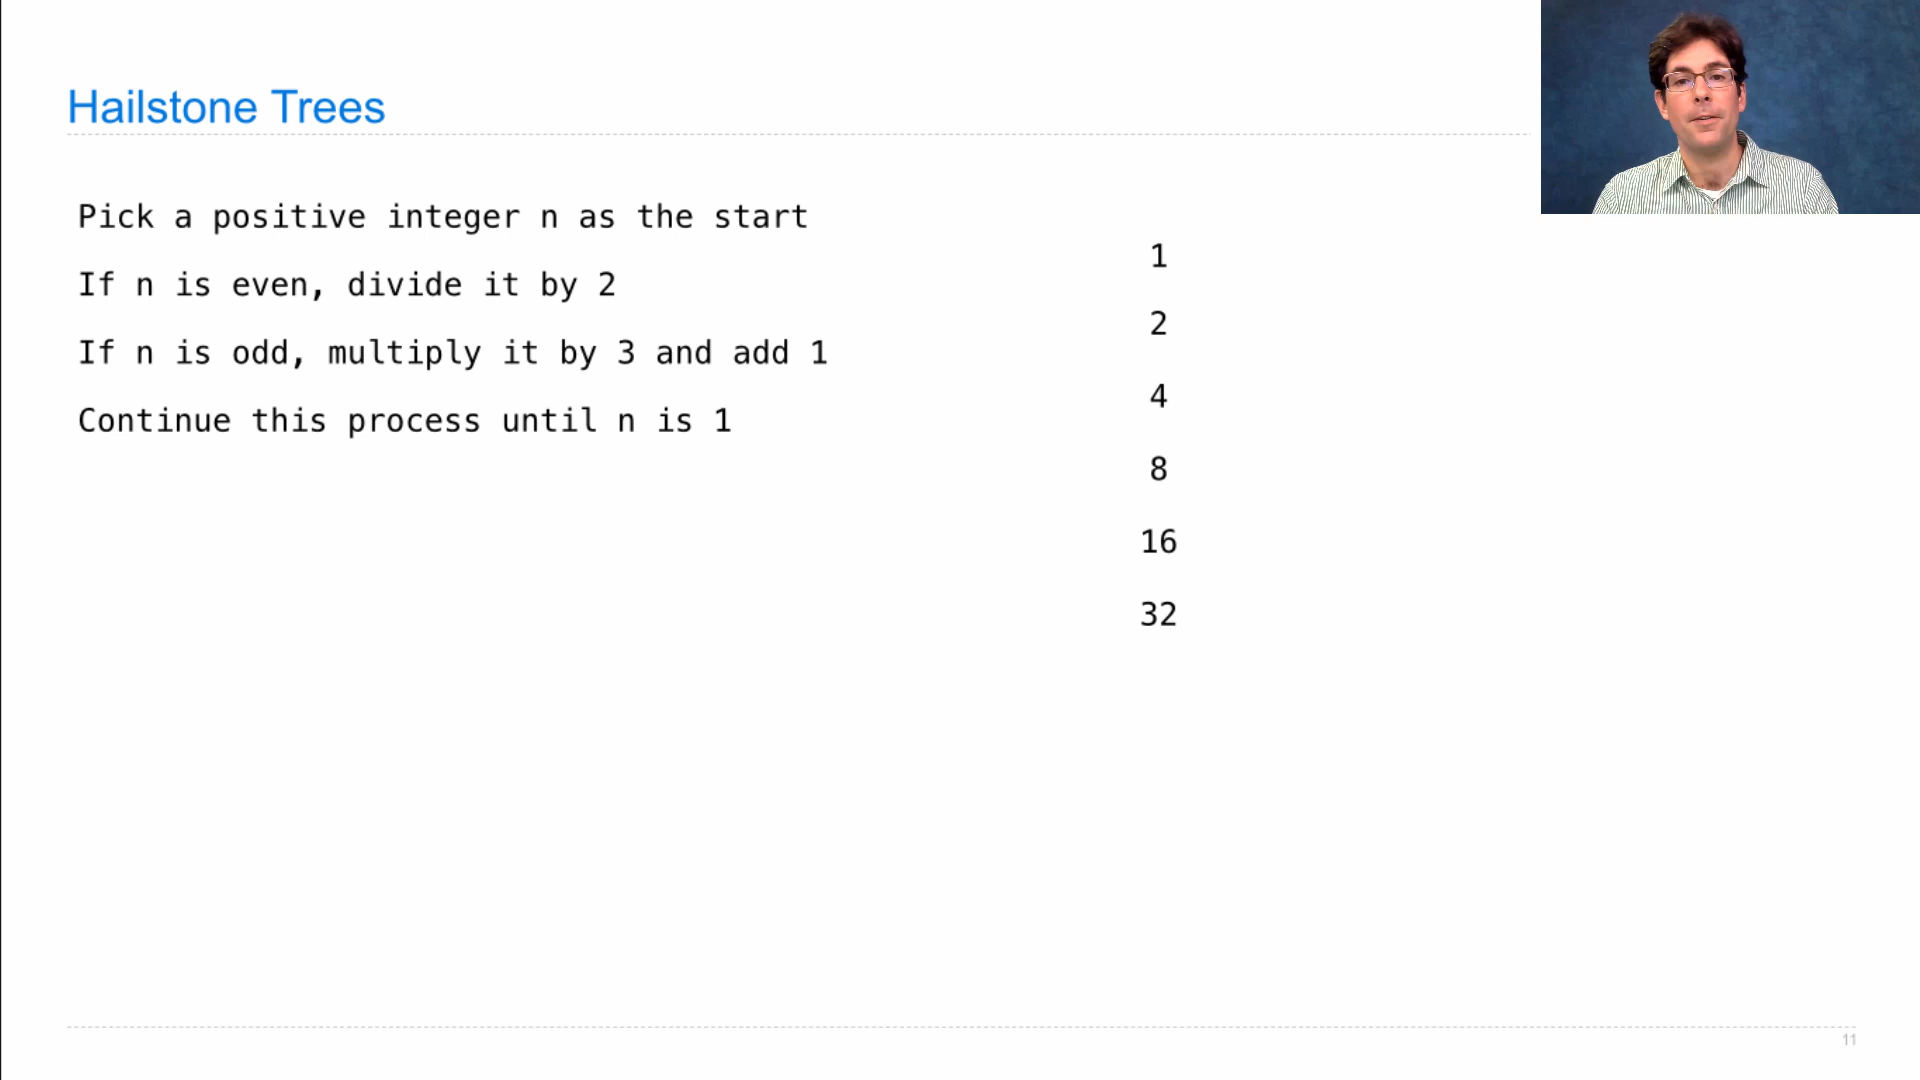 Hailstone Trees
Pick a positive integer n as the start
If n is even, divide it by 2
If n is odd, multiply it by 3 and add 1
Continue this process until n is 1
1
2
4
8
16
32
11